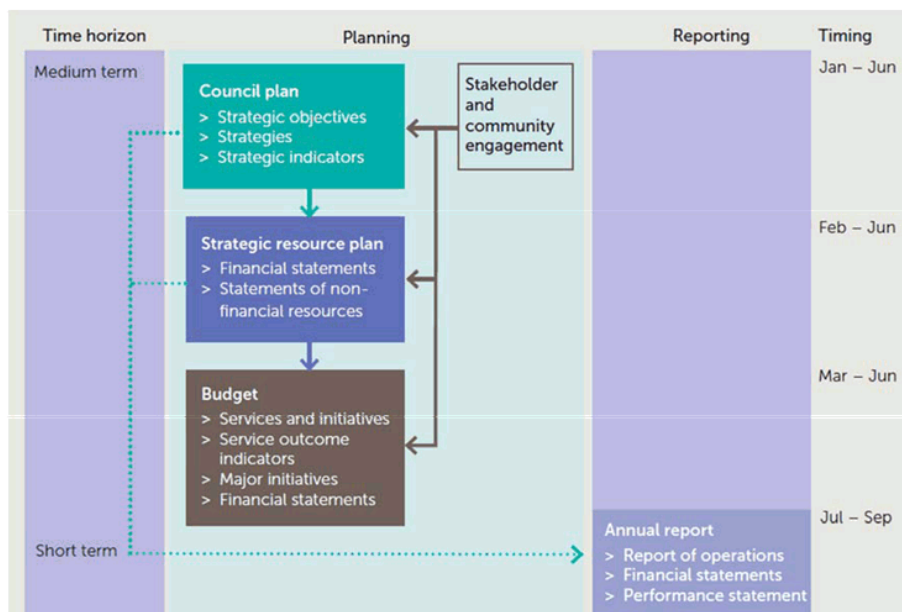 Time horizon
Planning
Reporting
Timing
Medium term
Jan – Jun
Council plan
> Strategic objectives
> Strategies
> Strategic indicators
Stakeholder
and
community
engagement
Feb – Jun
Strategic resource plan
> Financial statements
> Statements of non-
financial resources
Mar – Jun
Budget
> Services and initiatives
> Service outcome
indicators
> Major initiatives
> Financial statements
Jul – Sep
Short term
Annual report
> Report of operations
> Financial statements
> Performance statement